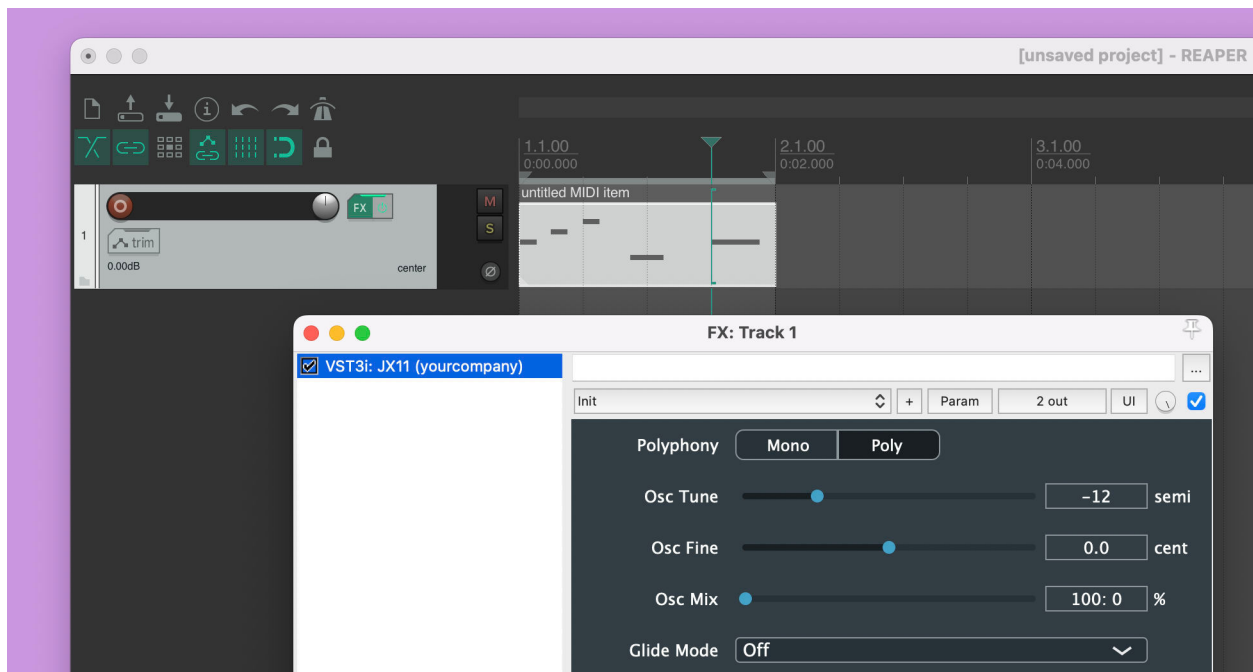 [unsaved project] - REAPER
i
1.1.00
0:00.000
2.1.00
0:02.000
3.1.00
0:04.000
untitled MIDI item
FX
M
S
1
trim
0.00dB
center
FX: Track 1
VST3i: JX11 (yourcompany)
...
Init
+
Param
2 out
UI
Polyphony Mono Poly
Osc Tune -12 semi
Osc Fine 0.0 cent
Osc Mix 100: 0 %
Glide Mode Off